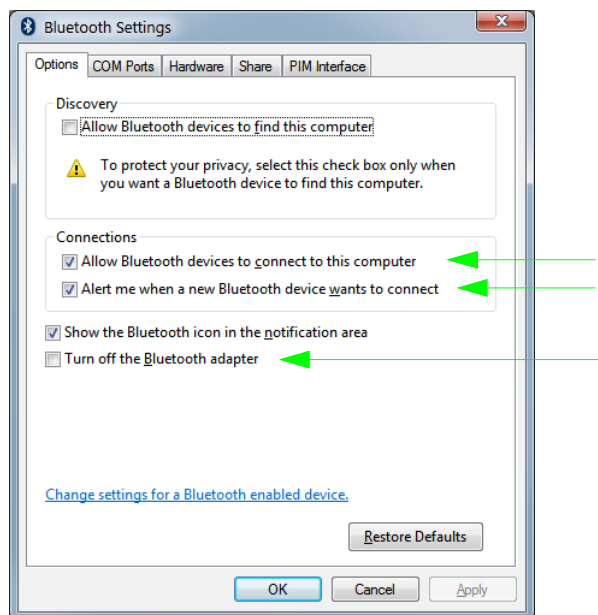 Bluetooth Settings
Options COM Ports Hardware Share PIM Interface
Discovery
Allow Bluetooth devices to find this computer
To protect your privacy, select this check box only when
you want a Bluetooth device to find this computer.
Connections
Allow Bluetooth devices to connect to this computer
Alert me when a new Bluetooth device wants to connect
Show the Bluetooth icon in the notification area
Turn off the Bluetooth adapter
Change settings for a Bluetooth enabled device.
Restore Defaults
OK Cancel Apply